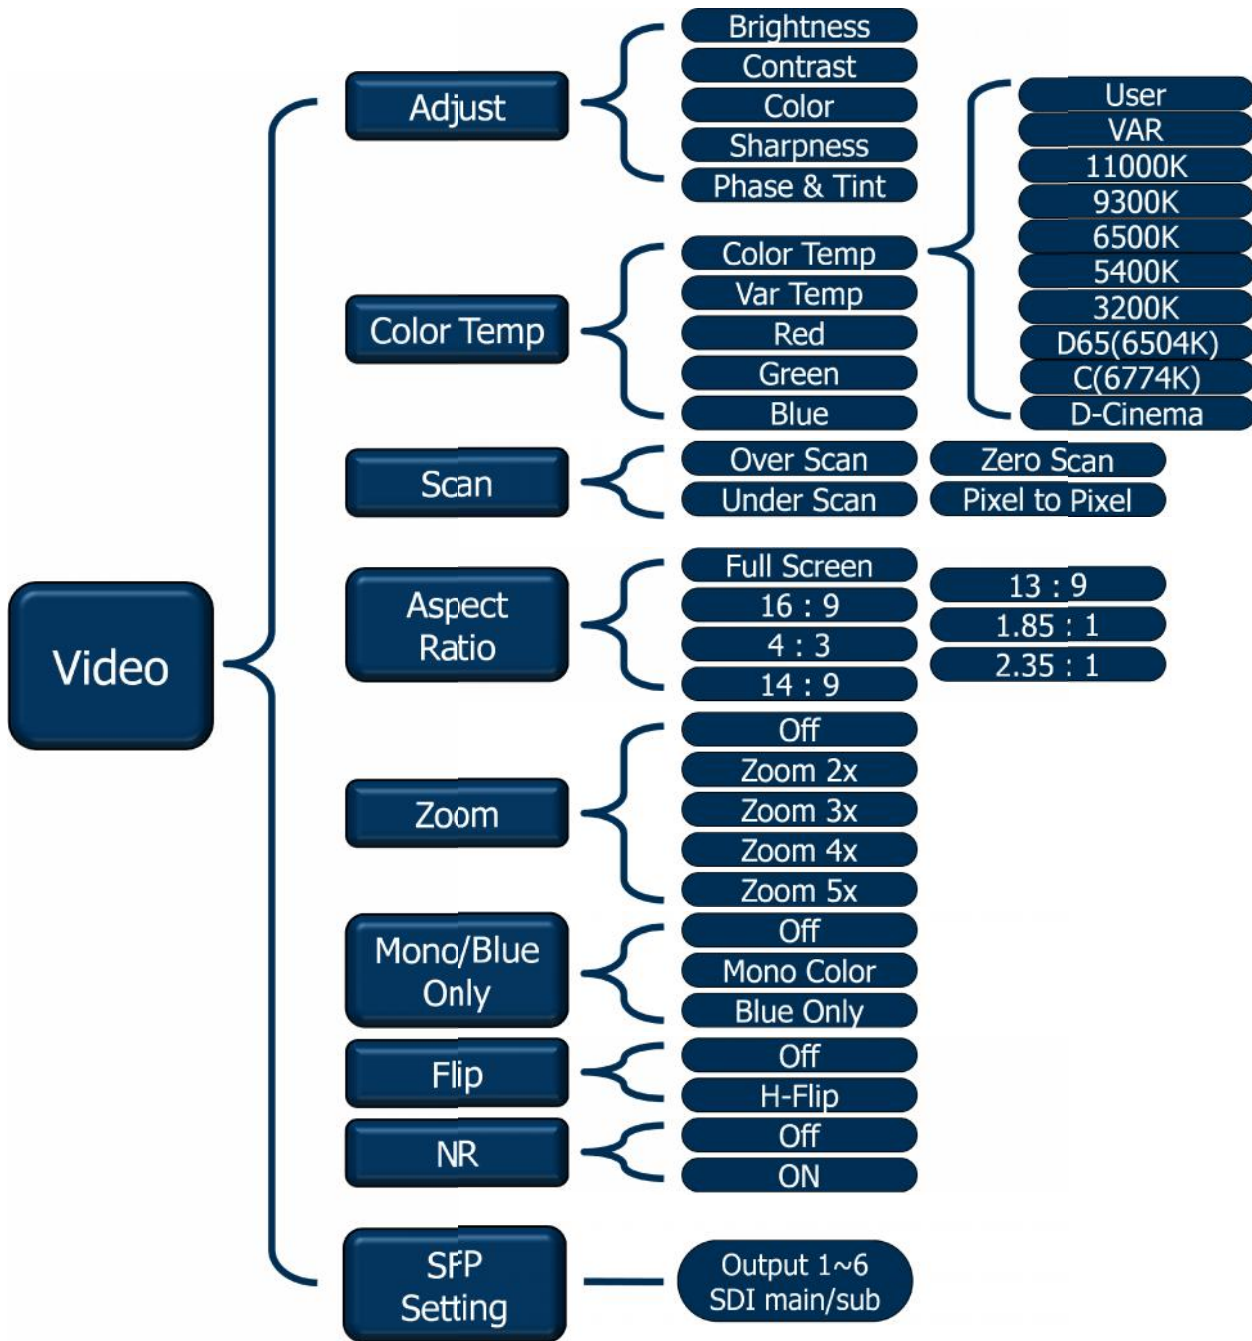 Video
Adjust
Brightness
Contrast
Color
Sharpness
Phase & Tint
Color Temp
Color Temp
Var Temp
Red
Green
Blue
User
VAR
11000K
9300K
6500K
5400K
3200K
D65(6504K)
C(6774K)
D-Cinema
Scan
Over Scan
Under Scan
Zero Scan
Pixel to Pixel
Aspect
Ratio
Full Screen
16 : 9
4 : 3
14 : 9
13 : 9
1.85 : 1
2.35 : 1
Zoom
Off
Zoom 2x
Zoom 3x
Zoom 4x
Zoom 5x
Mono/Blue
Only
Off
Mono Color
Blue Only
Flip
Off
H-Flip
NR
Off
ON
SFP
Setting
Output 1~6
SDI main/sub